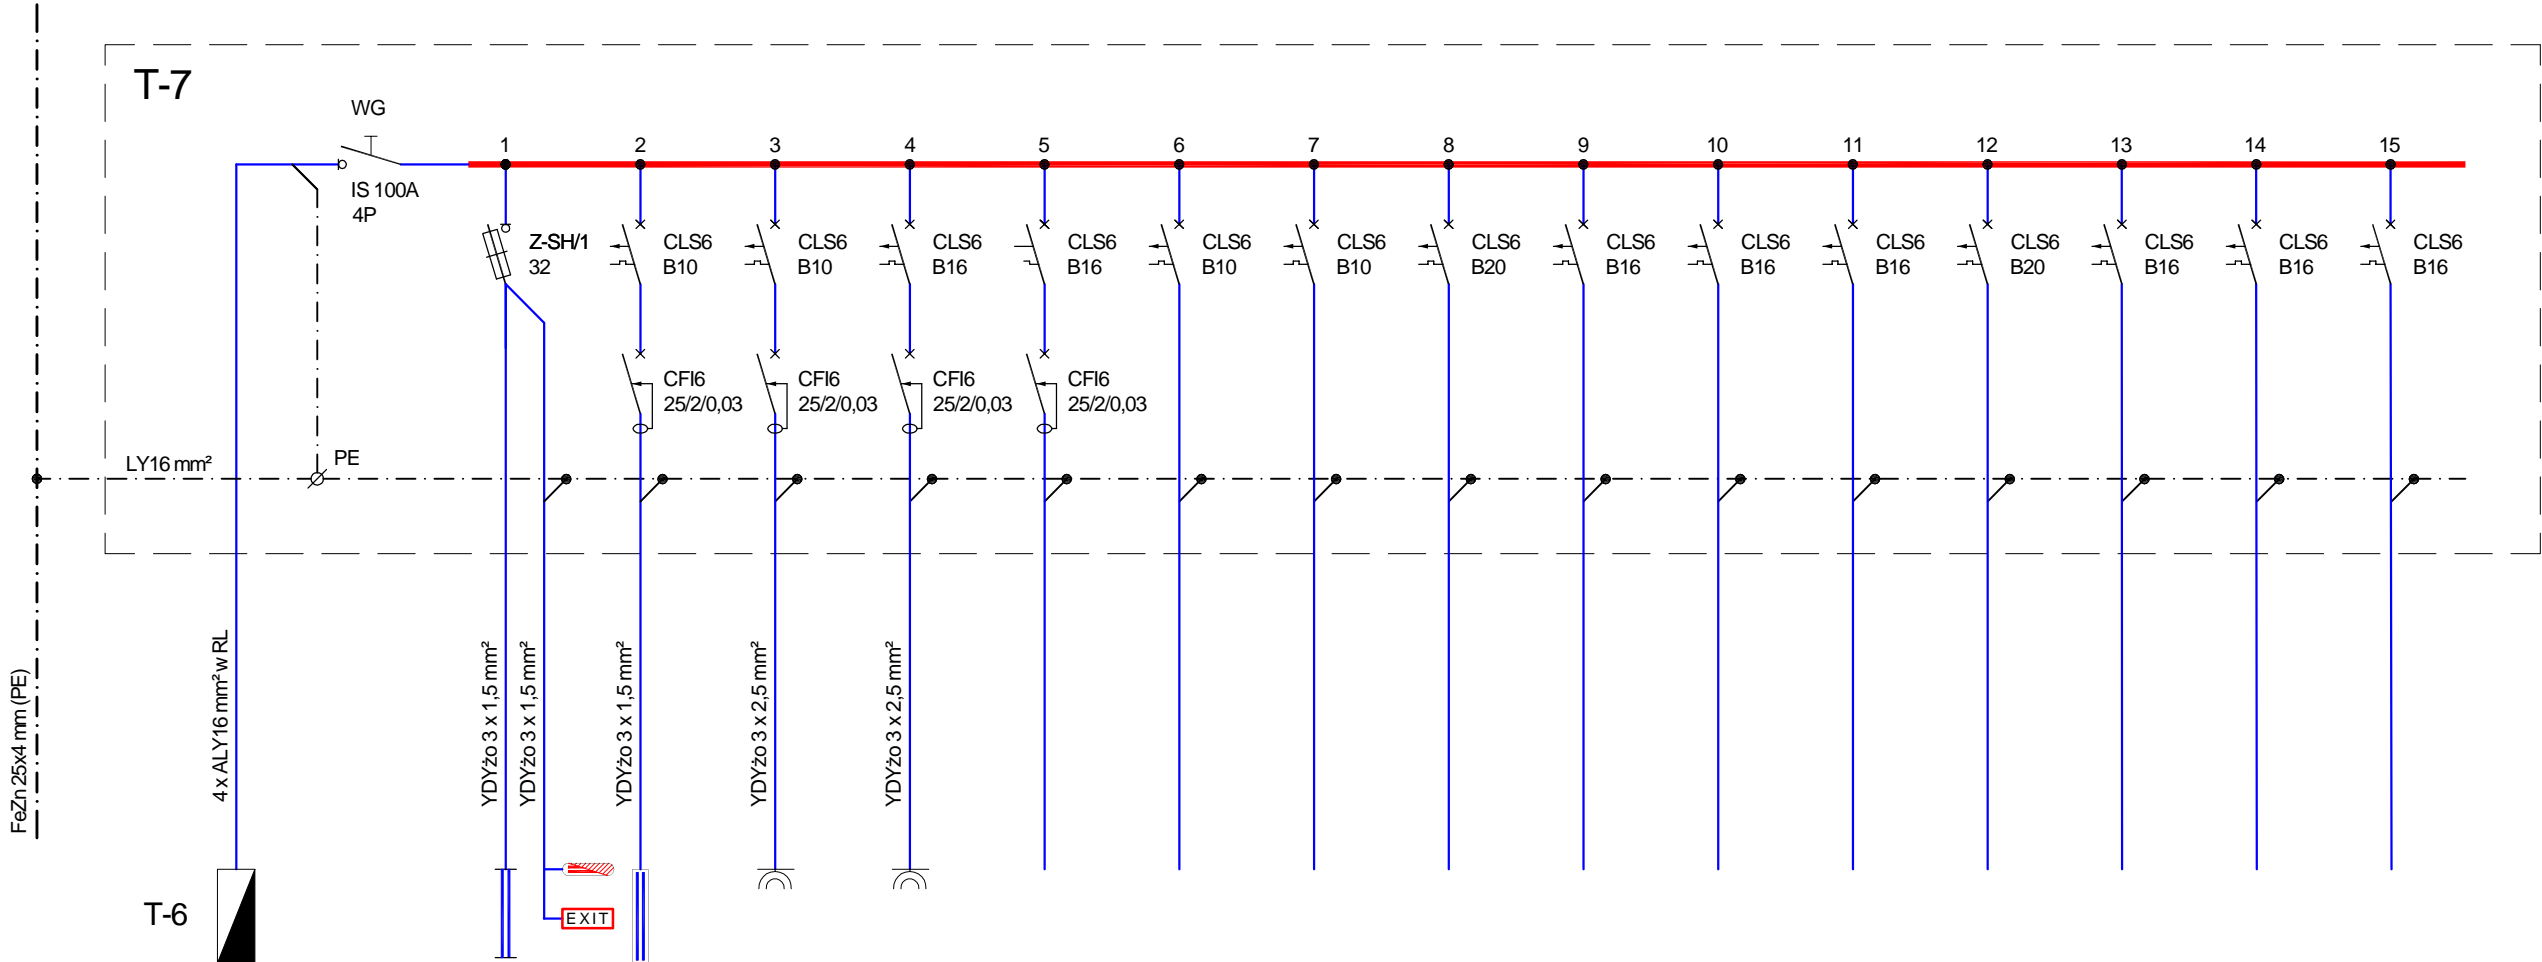 T-7
WG
IS 100A
4P
1 2 3 4 5 6 7 8 9 10 11 12 13 14 15
Z-SH/1
32
CLS6
B10
CLS6
B10
CLS6
B16
CLS6
B16
CLS6
B10
CLS6
B10
CLS6
B20
CLS6
B16
CLS6
B16
CLS6
B16
CLS6
B20
CLS6
B16
CLS6
B16
CLS6
B16
CFI6
25/2/0,03
CFI6
25/2/0,03
CFI6
25/2/0,03
CFI6
25/2/0,03
LY16 mm²
PE
FeZn 25x4 mm (PE)
4 x ALY16 mm² w RL
YDYżo 3 x 1,5 mm²
YDYżo 3 x 1,5 mm²
YDYżo 3 x 1,5 mm²
YDYżo 3 x 2,5 mm²
YDYżo 3 x 2,5 mm²
T-6
EXIT